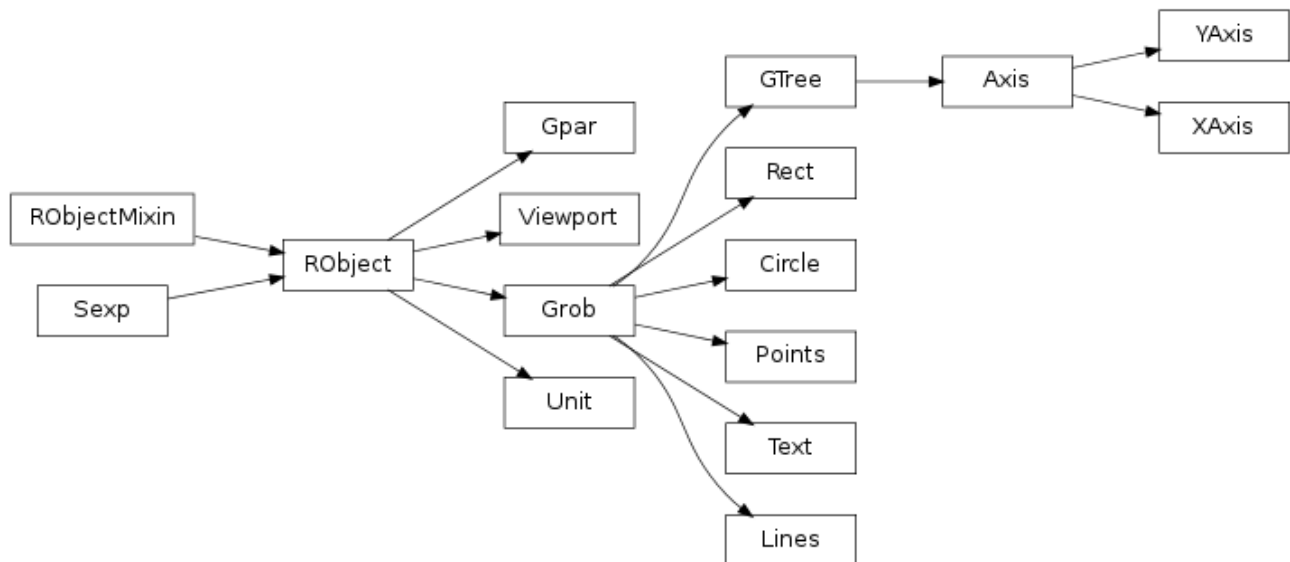 RObjectMixin
Sexp
RObject
Gpar
Viewport
Grob
Unit
GTree
Rect
Circle
Points
Text
Lines
Axis
YAxis
XAxis